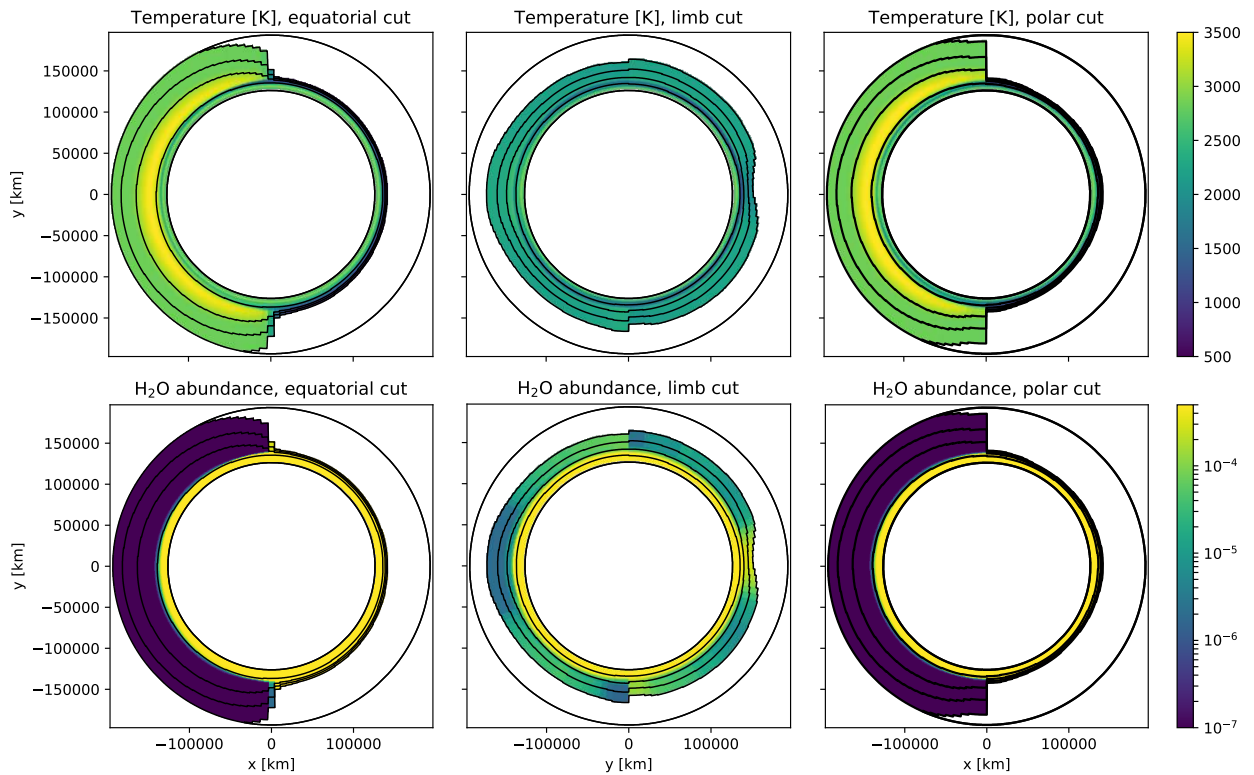 Temperature [K], equatorial cut
Temperature [K], limb cut
Temperature [K], polar cut
y [km]
150000
100000
50000
0
−50000
−100000
−150000
3500
3000
2500
2000
1500
1000
500
H₂O abundance, equatorial cut
H₂O abundance, limb cut
H₂O abundance, polar cut
y [km]
150000
100000
50000
0
−50000
−100000
−150000
10⁻⁴
10⁻⁵
10⁻⁶
10⁻⁷
−100000 0 100000
−100000 0 100000
−100000 0 100000
x [km]
y [km]
x [km]